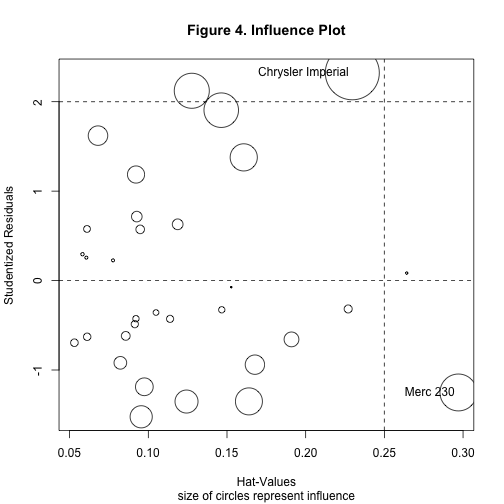 Figure 4. Influence Plot
Chrysler Imperial
Merc 230
Studentized Residuals
2
1
0
-1
0.05
0.10
0.15
0.20
0.25
0.30
Hat-Values
size of circles represent influence